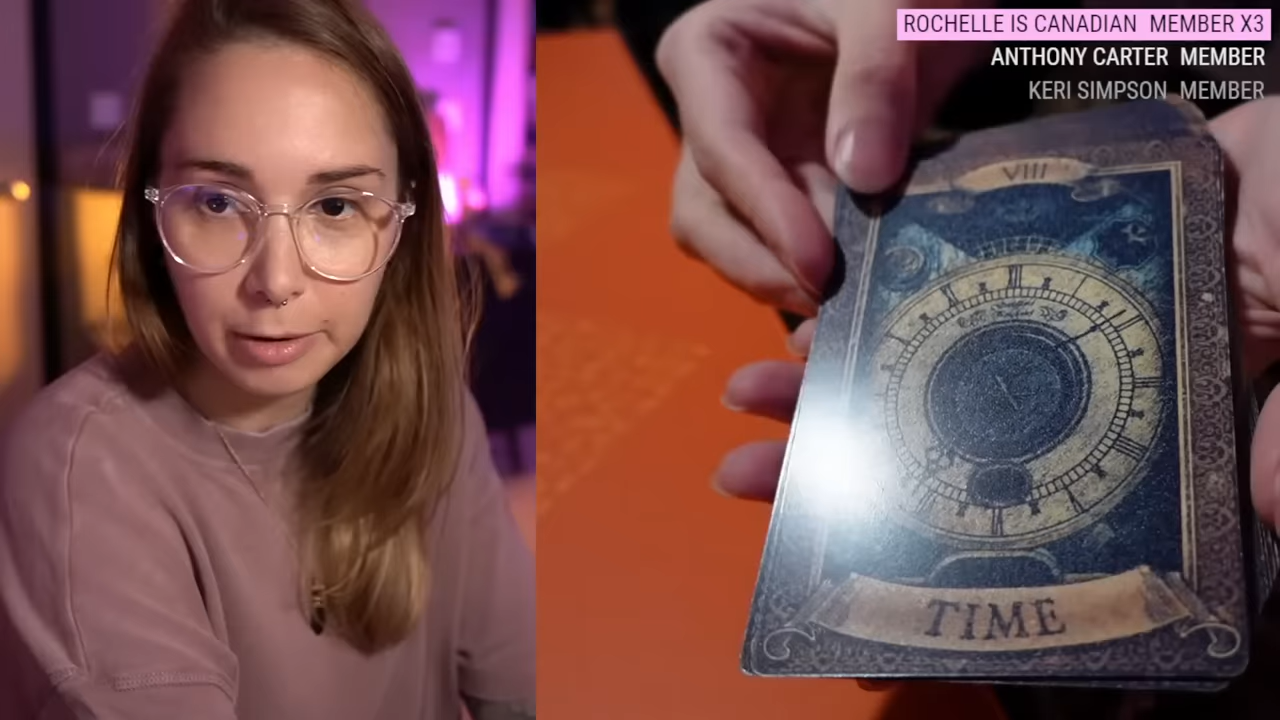 ROCHELLE IS CANADIAN MEMBER X3
ANTHONY CARTER MEMBER
KERI SIMPSON MEMBER
VIII
TIME